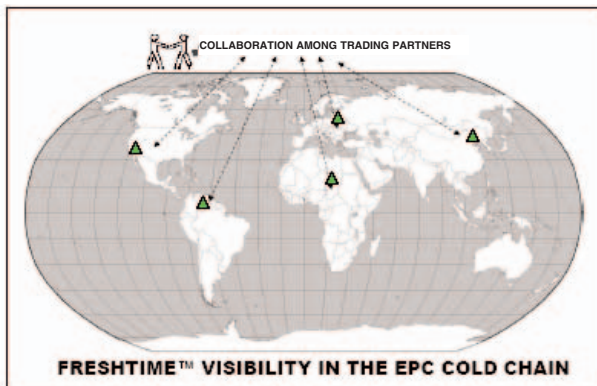 COLLABORATION AMONG TRADING PARTNERS
FRESHTIME™ VISIBILITY IN THE EPC COLD CHAIN